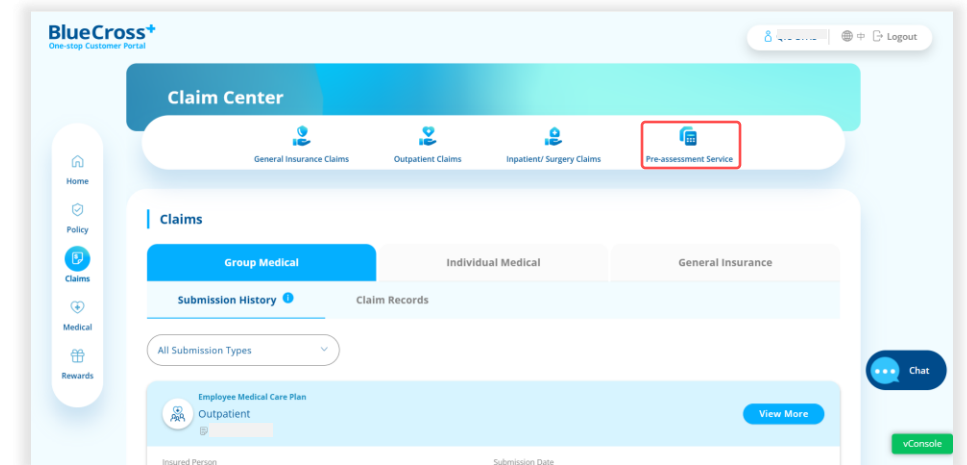 BlueCross+
One-stop Customer Portal
中 Logout
Claim Center
General Insurance Claims
Outpatient Claims
Inpatient/ Surgery Claims
Pre-assessment Service
Home
Policy
Claims
Medical
Rewards
Claims
Group Medical
Individual Medical
General Insurance
Submission History
Claim Records
All Submission Types
Employee Medical Care Plan
Outpatient
View More
Insured Person
Submission Date
Chat
vConsole